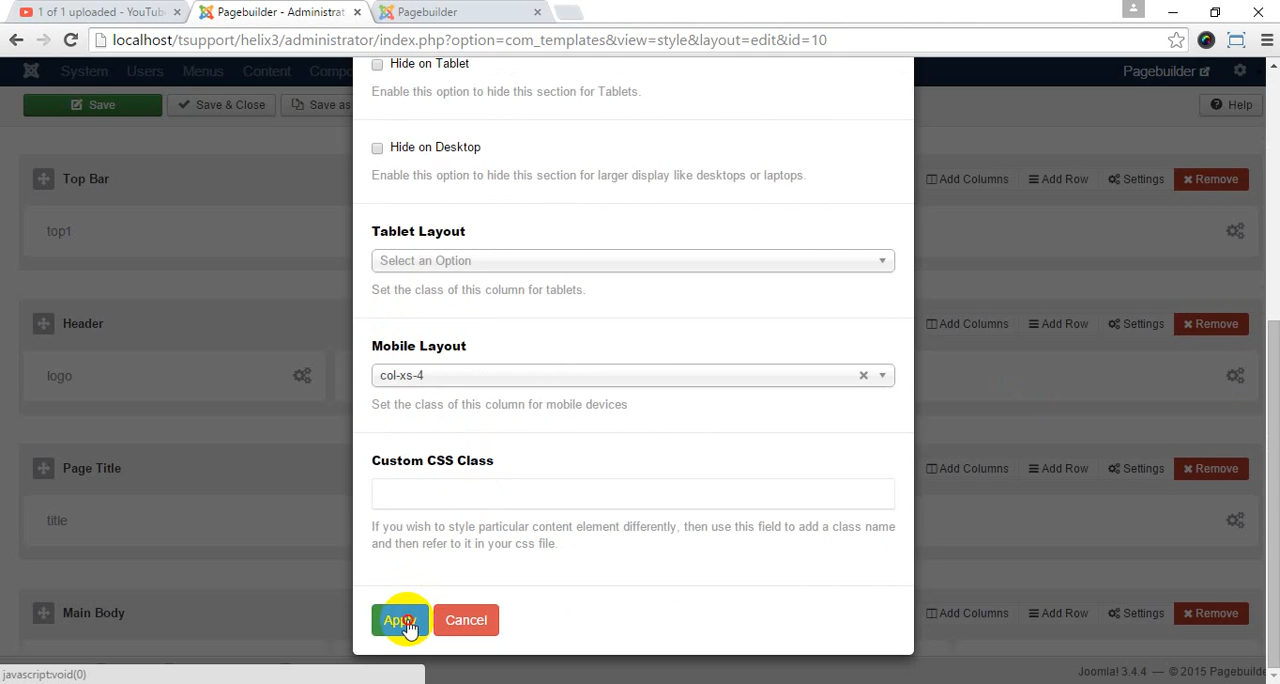 1 of 1 uploaded - YouTub
Pagebuilder - Administrat
Pagebuilder
localhost/tsupport/helix3/administrator/index.php?option=com_templates&view=style&layout=edit&id=10
System Users Menus Content Compo
Pagebuilder
Save
Save & Close
Save as
Help
Hide on Tablet
Enable this option to hide this section for Tablets.
Hide on Desktop
Enable this option to hide this section for larger display like desktops or laptops.
Top Bar
Add Columns Add Row Settings Remove
top1
Tablet Layout
Select an Option
Set the class of this column for tablets.
Header
Add Columns Add Row Settings Remove
logo
Mobile Layout
col-xs-4
Set the class of this column for mobile devices
Page Title
Add Columns Add Row Settings Remove
title
Custom CSS Class
If you wish to style particular content element differently, then use this field to add a class name
and then refer to it in your css file.
Main Body
Add Columns Add Row Settings Remove
Apply
Cancel
javascript:void(0)
Joomla! 3.4.4 — © 2015 Pagebuilde